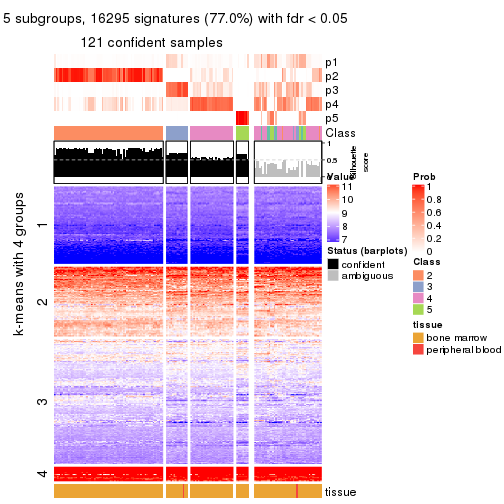 5 subgroups, 16295 signatures (77.0%) with fdr < 0.05
121 confident samples
p1
p2
p3
p4
p5
Class
1
0.5
0
Silhouette
score
k-means with 4 groups
1
2
3
4
tissue
Value
11
10
9
8
7
Status (barplots)
confident
ambiguous
Prob
1
0.8
0.6
0.4
0.2
0
Class
2
3
4
5
tissue
bone marrow
peripheral blood